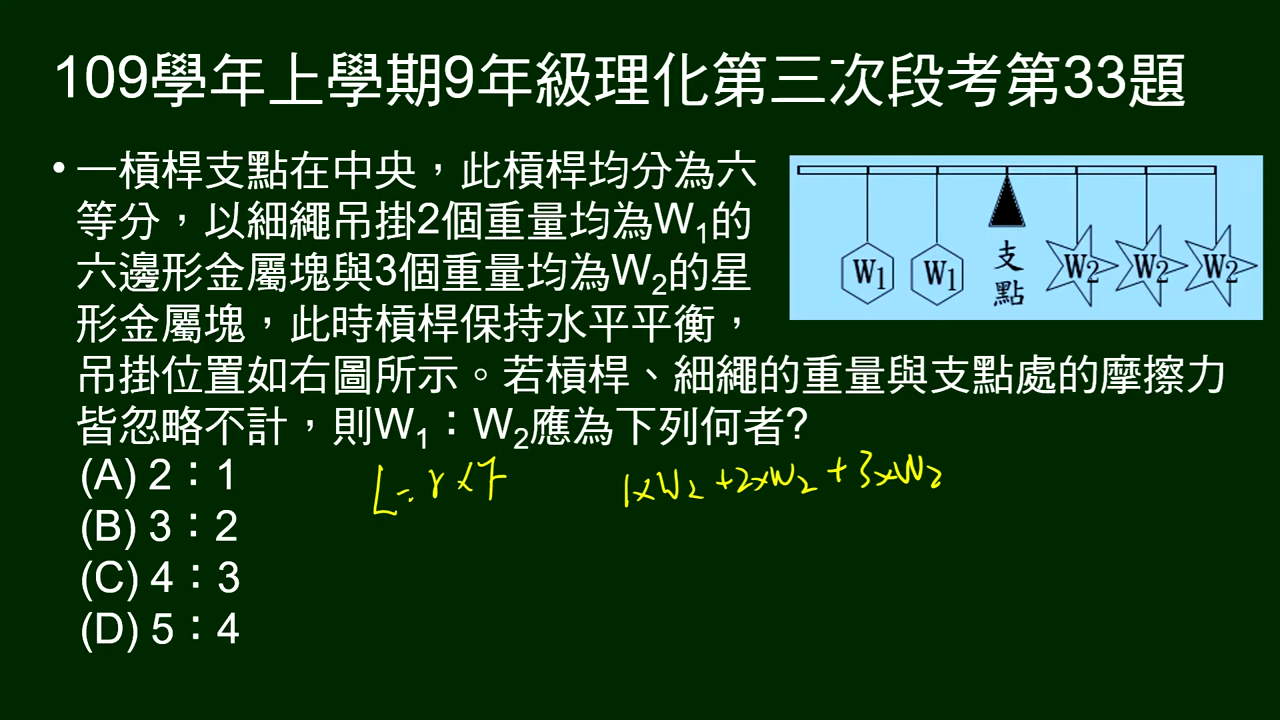 109學年上學期9年級理化第三次段考第33題
• 一槓桿支點在中央，此槓桿均分為六
等分，以細繩吊掛2個重量均為W₁的
六邊形金屬塊與3個重量均為W₂的星
形金屬塊，此時槓桿保持水平平衡，
吊掛位置如右圖所示。若槓桿、細繩的重量與支點處的摩擦力
皆忽略不計，則W₁：W₂應為下列何者?
(A) 2：1
(B) 3：2
(C) 4：3
(D) 5：4
W1 W1 支點 W2 W2 W2
L=r×F
1×W2+2×W2+3×W2